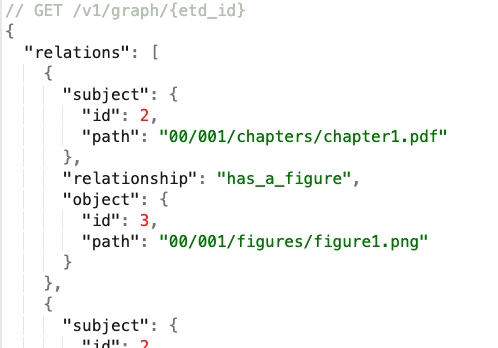 // GET /v1/graph/{etd_id}
{
"relations": [
{
"subject": {
"id": 2,
"path": "00/001/chapters/chapter1.pdf"
},
"relationship": "has_a_figure",
"object": {
"id": 3,
"path": "00/001/figures/figure1.png"
}
},
{
"subject": {
"id": 2